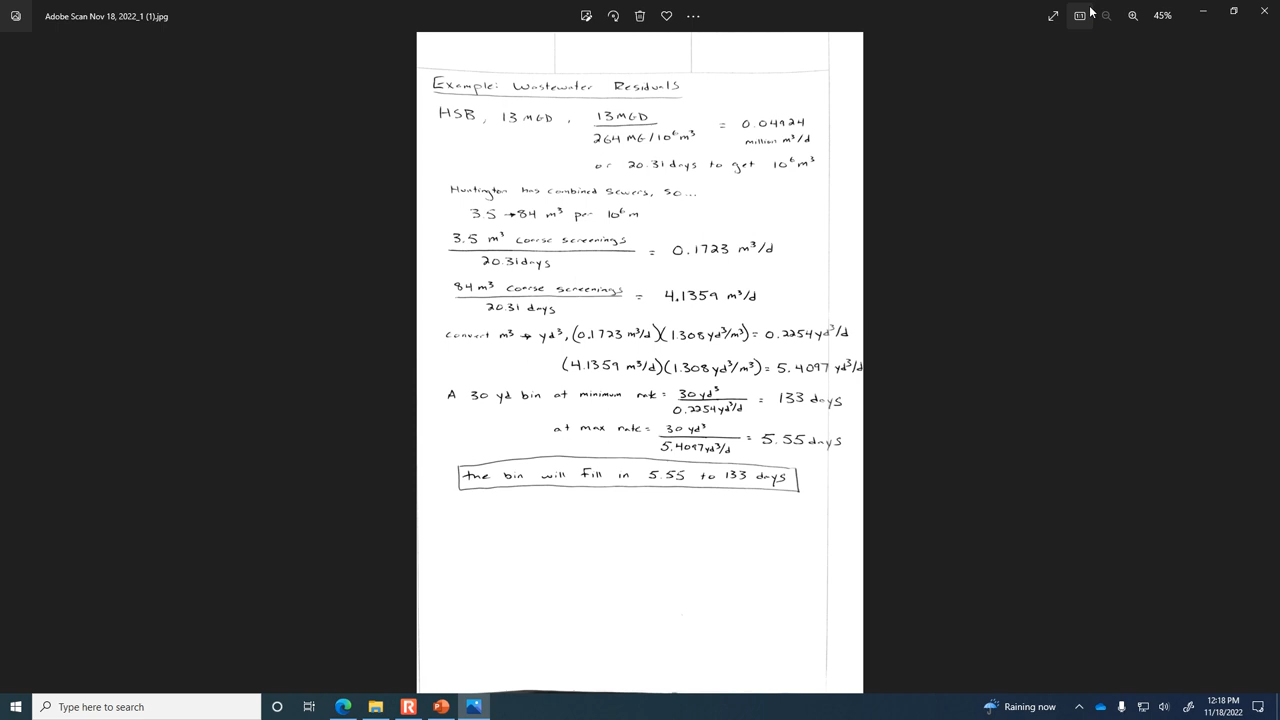 Adobe Scan Nov 18, 2022_1 (1).jpg
45%
Example: Wastewater Residuals
HSB, 13 MGD, 13 MGD / 264 MG/10⁶m³ = 0.04924 million m³/d
or 20.31 days to get 10⁶m³
Huntington has combined sewers, so...
3.5 → 84 m³ per 10⁶m
3.5 m³ coarse screenings / 20.31 days = 0.1723 m³/d
84 m³ coarse screenings / 20.31 days = 4.1359 m³/d
convert m³ → yd³, (0.1723 m³/d)(1.308 yd³/m³) = 0.2254 yd³/d
(4.1359 m³/d)(1.308 yd³/m³) = 5.4097 yd³/d
A 30 yd bin at minimum rate = 30 yd³ / 0.2254 yd³/d = 133 days
at max rate = 30 yd³ / 5.4097 yd³/d = 5.55 days
the bin will fill in 5.55 to 133 days
Type here to search
Raining now
12:18 PM
11/18/2022